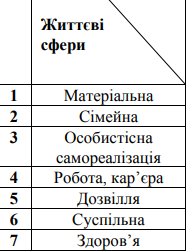 Життєві
сфери
1 Матеріальна
2 Сімейна
3 Особистісна
самореалізація
4 Робота, кар’єра
5 Дозвілля
6 Суспільна
7 Здоров’я